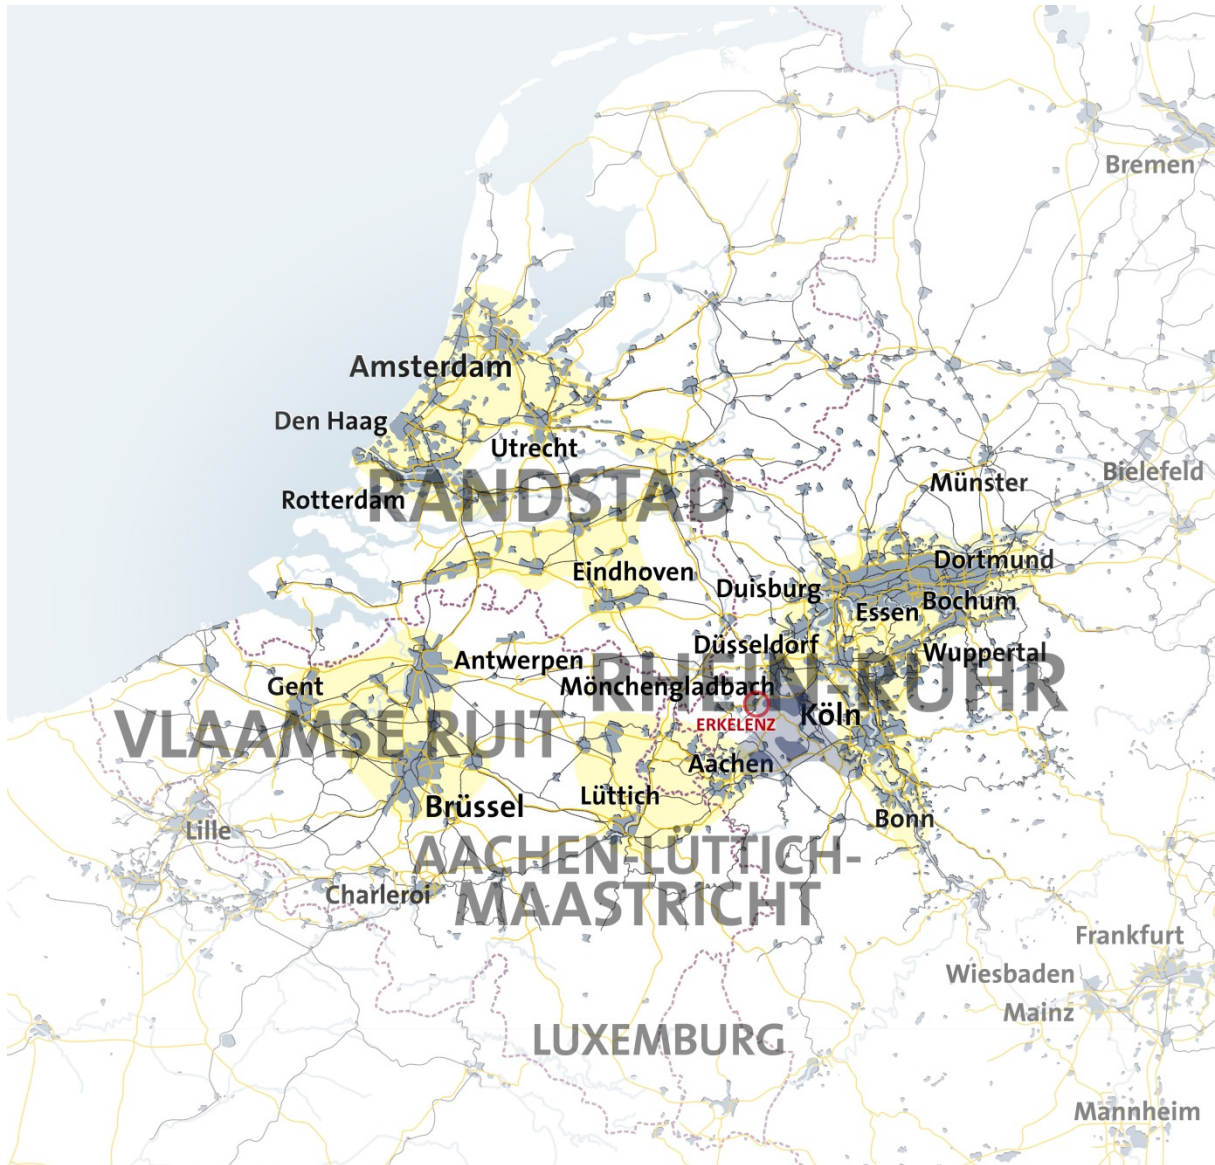 Bremen
Amsterdam
Den Haag
Utrecht
Bielefeld
Münster
Rotterdam
RANDSTAD
Dortmund
Eindhoven
Duisburg
Bochum
Essen
Düsseldorf
Wuppertal
Antwerpen
RHEIN-RUHR
Gent
Mönchengladbach
Köln
ERKELENZ
VLAAMSE RUIT
Aachen
Lüttich
Brüssel
Bonn
Lille
AACHEN-LÜTTICH-
MAASTRICHT
Charleroi
Frankfurt
Wiesbaden
Mainz
LUXEMBURG
Mannheim